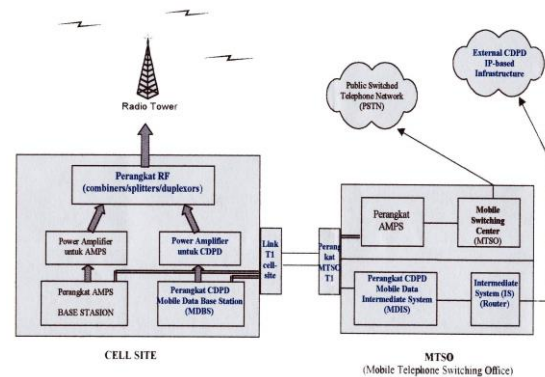 External CDPD
IP-based
Infrastructure
Public Switched
Telephone Network
(PSTN)
Radio Tower
Perangkat RF
(combiners/splitters/duplexors)
Power Amplifier
untuk AMPS
Power Amplifier
untuk CDPD
Perangkat AMPS
BASE STASION
Perangkat CDPD
Mobile Data Base Station
(MDBS)
Link
T1
cell-
site
CELL SITE
Perang
kat
MTSO
T1
Perangkat
AMPS
Mobile
Switching
Center
(MTSO)
Perangkat CDPD
Mobile Data
Intermediate System
(MDIS)
Intermediate
System (IS)
(Router)
MTSO
(Mobile Telephone Switching Office)